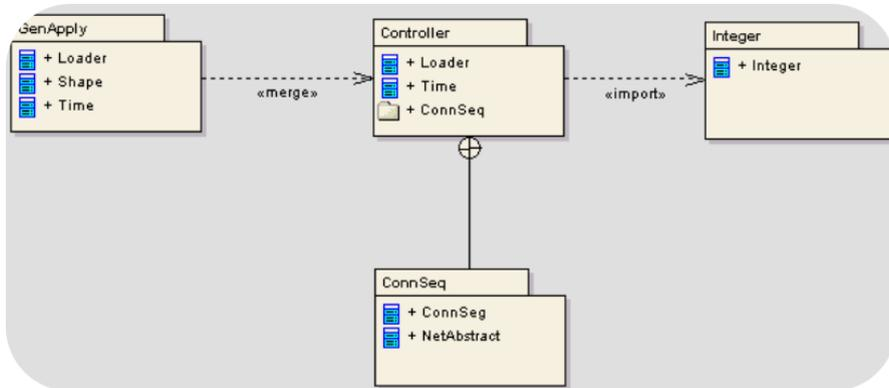 GenApply
+ Loader
+ Shape
+ Time
«merge»
Controller
+ Loader
+ Time
+ ConnSeq
«import»
Integer
+ Integer
ConnSeq
+ ConnSeg
+ NetAbstract